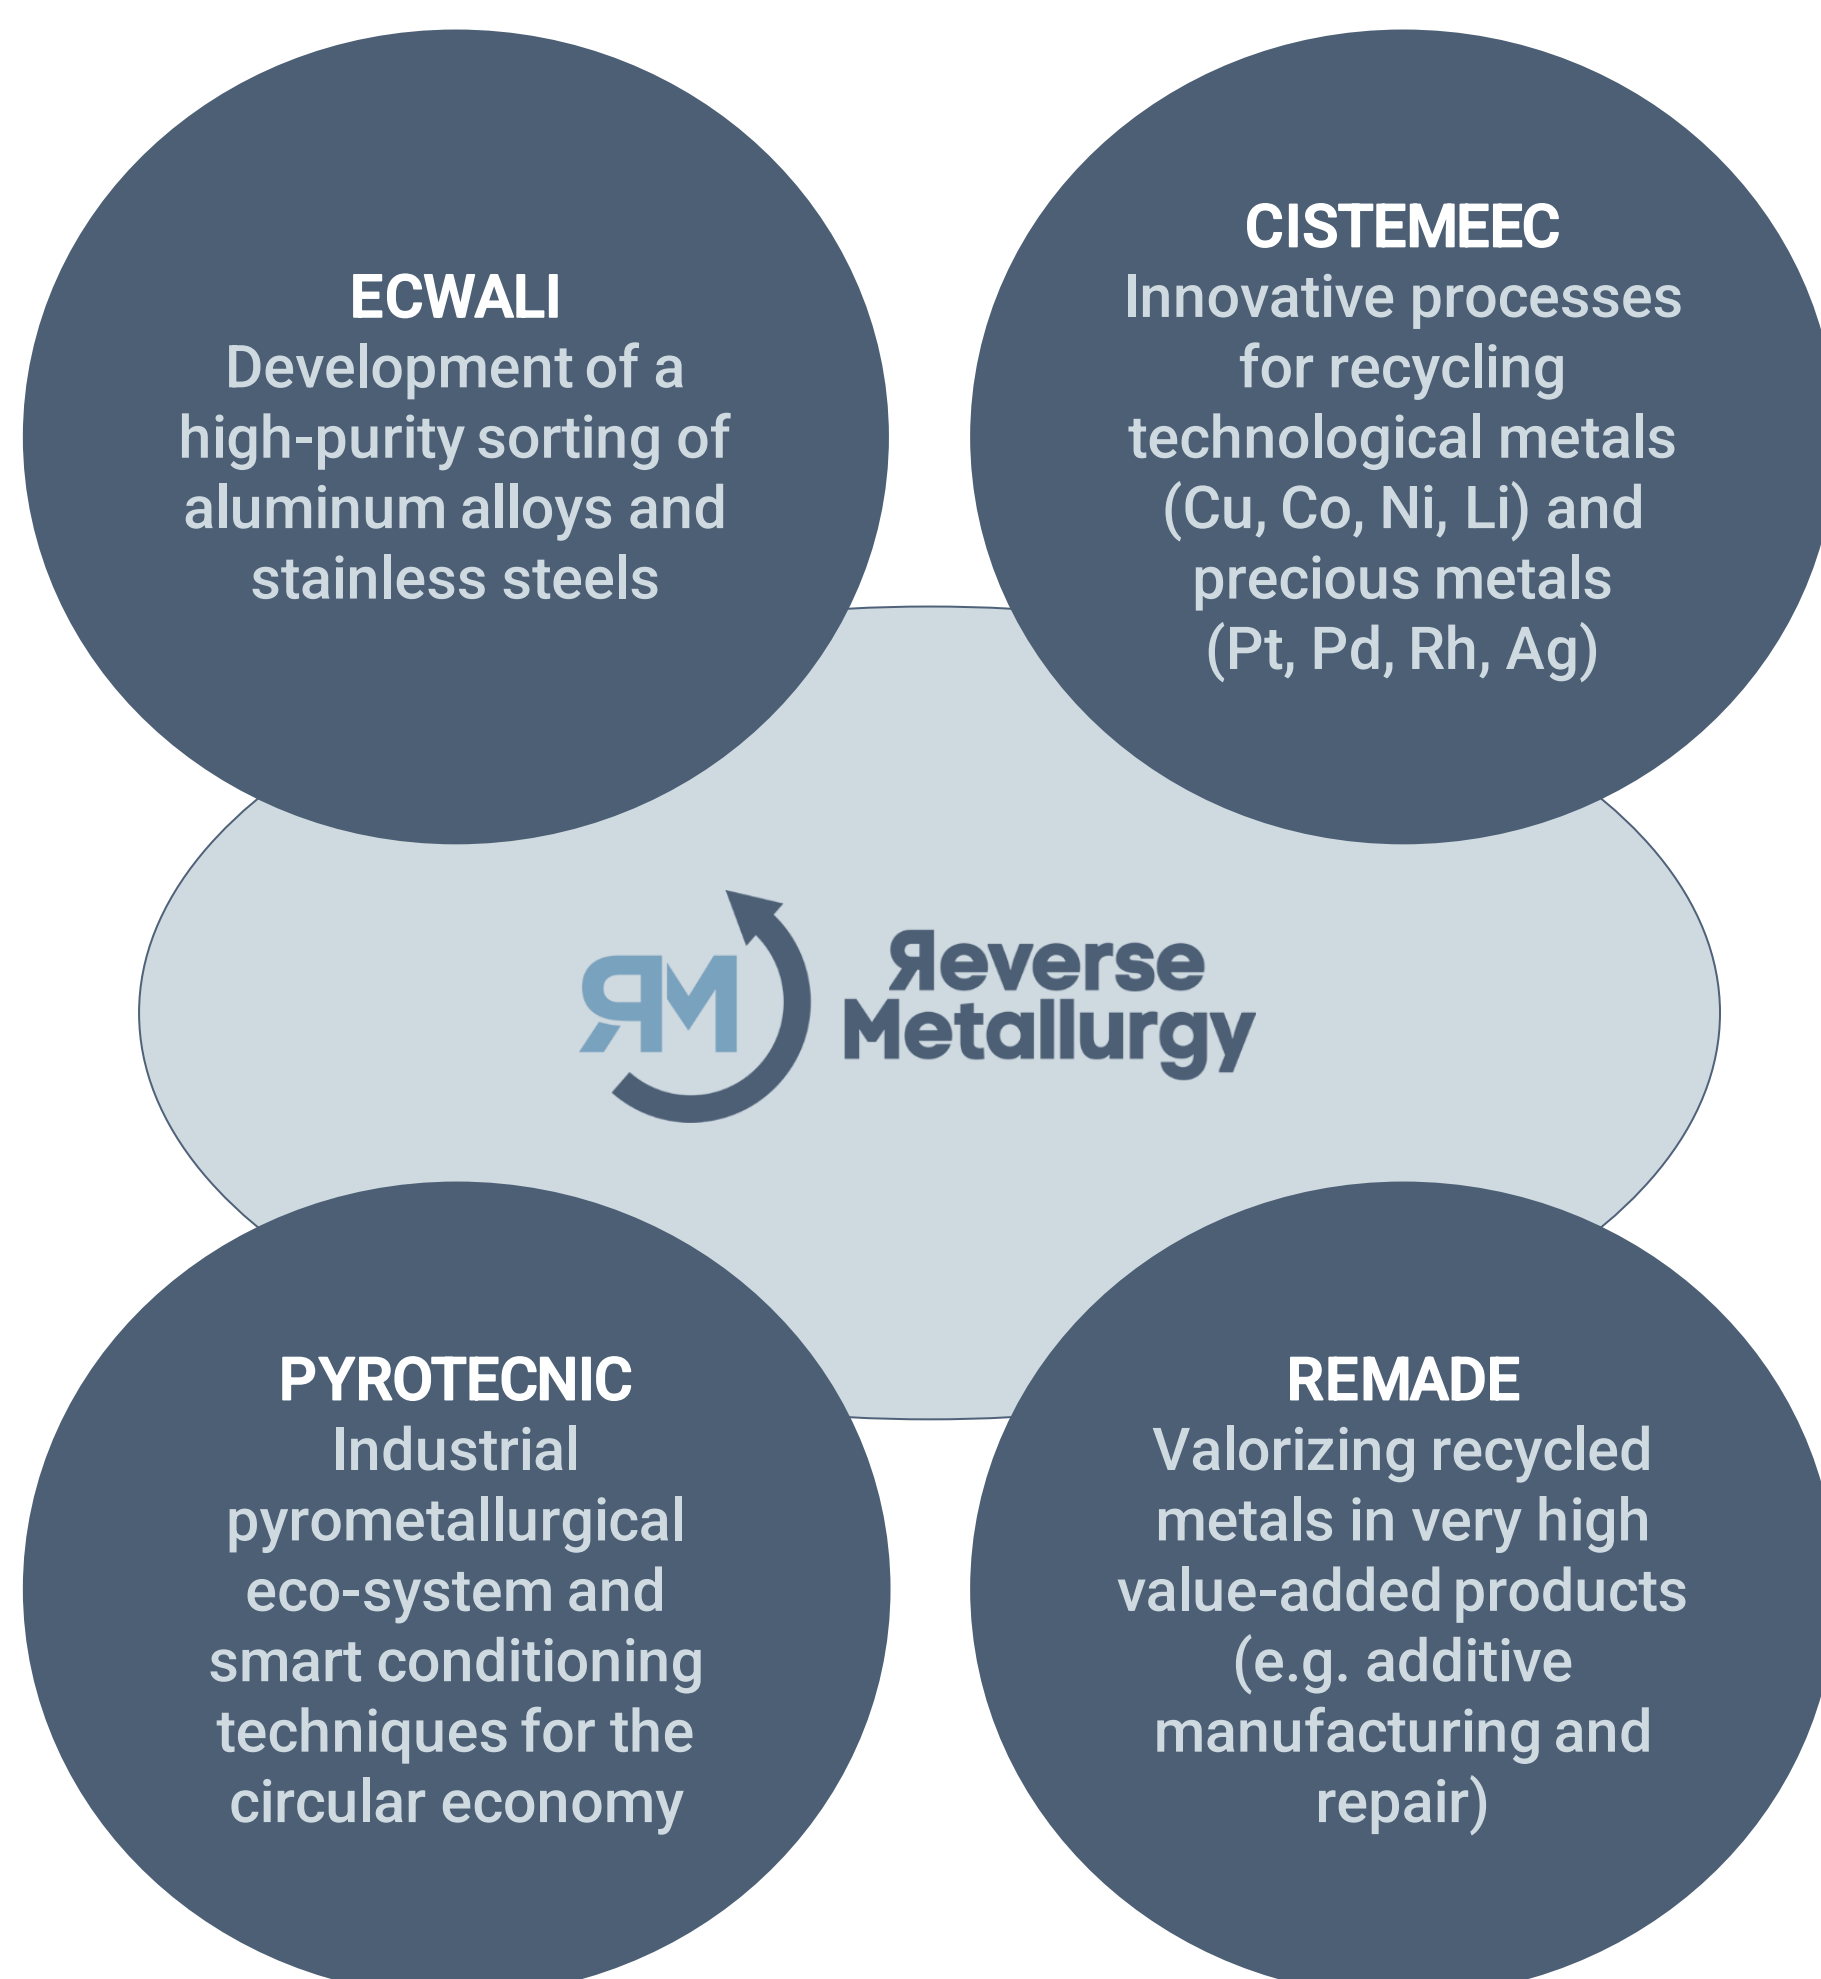 ECWALI
Development of a
high-purity sorting of
aluminum alloys and
stainless steels
CISTEMEEC
Innovative processes
for recycling
technological metals
(Cu, Co, Ni, Li) and
precious metals
(Pt, Pd, Rh, Ag)
ЯM
Яeverse
Metallurgy
PYROTECNIC
Industrial
pyrometallurgical
eco-system and
smart conditioning
techniques for the
circular economy
REMADE
Valorizing recycled
metals in very high
value-added products
(e.g. additive
manufacturing and
repair)